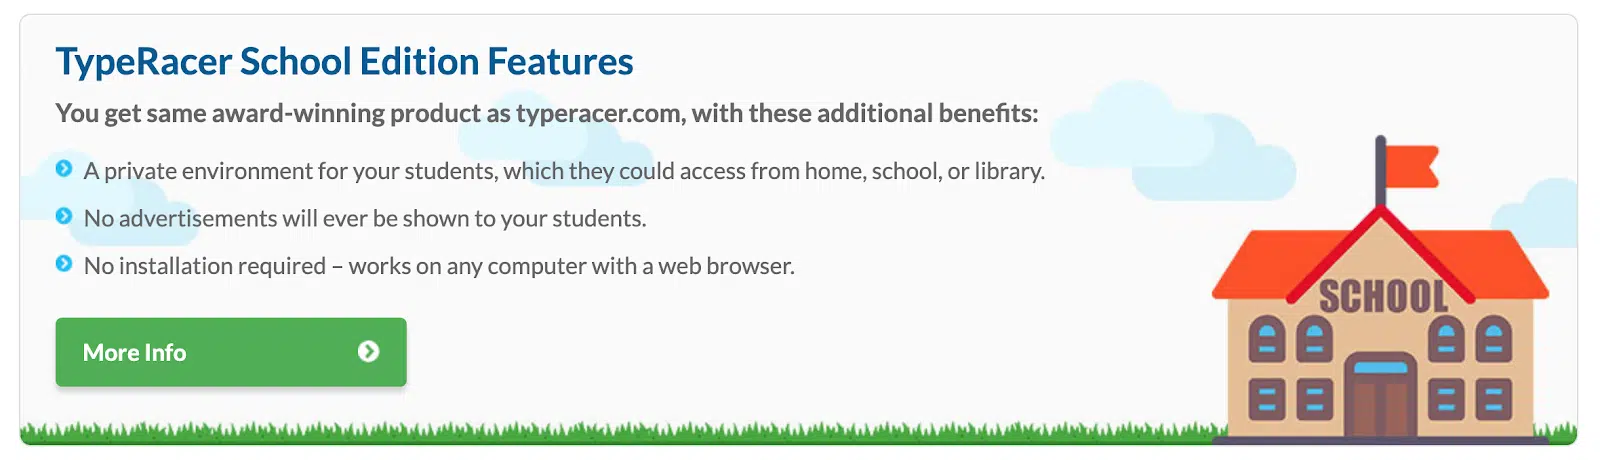 TypeRacer School Edition Features
You get same award-winning product as typeracer.com, with these additional benefits:
A private environment for your students, which they could access from home, school, or library.
No advertisements will ever be shown to your students.
No installation required – works on any computer with a web browser.
More Info
SCHOOL